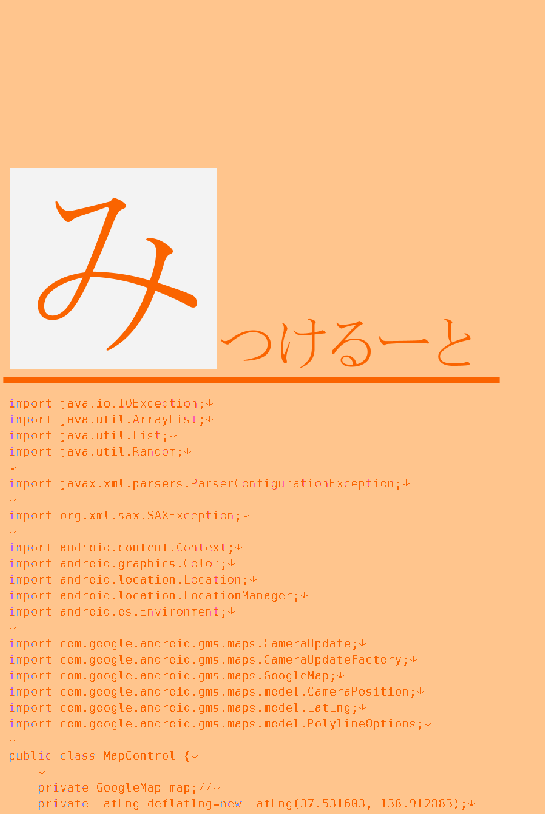 みつけるーと
import java.io.IOException;↓
import java.util.ArrayList;↓
import java.util.List;↓
import java.util.Random;↓
↓
import javax.xml.parsers.ParserConfigurationException;↓
↓
import org.xml.sax.SAXException;↓
↓
import android.content.Context;↓
import android.graphics.Color;↓
import android.location.Location;↓
import android.location.LocationManager;↓
import android.os.Environment;↓
↓
import com.google.android.gms.maps.CameraUpdate;↓
import com.google.android.gms.maps.CameraUpdateFactory;↓
import com.google.android.gms.maps.GoogleMap;↓
import com.google.android.gms.maps.model.CameraPosition;↓
import com.google.android.gms.maps.model.LatLng;↓
import com.google.android.gms.maps.model.PolylineOptions;↓
↓
public class MapControl {↓
↓
private GoogleMap map;//↓
private LatLng deflatlng=new LatLng(37.531603, 138.912883);↓